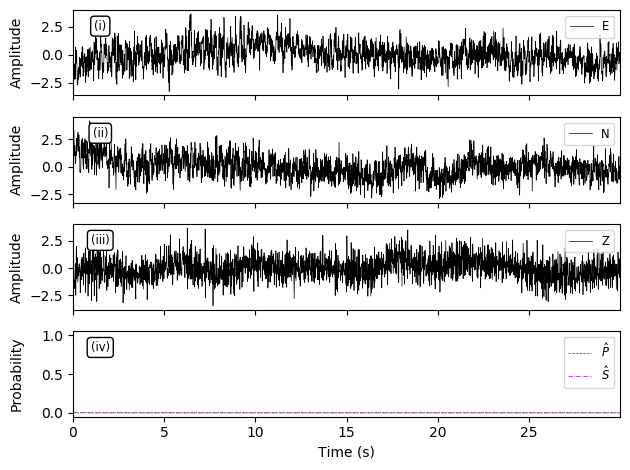 Amplitude
2.5
0.0
−2.5
(i)
E
Amplitude
2.5
0.0
−2.5
(ii)
N
Amplitude
2.5
0.0
−2.5
(iii)
Z
Probability
1.0
0.5
0.0
(iv)
P̂
Ŝ
0 5 10 15 20 25
Time (s)